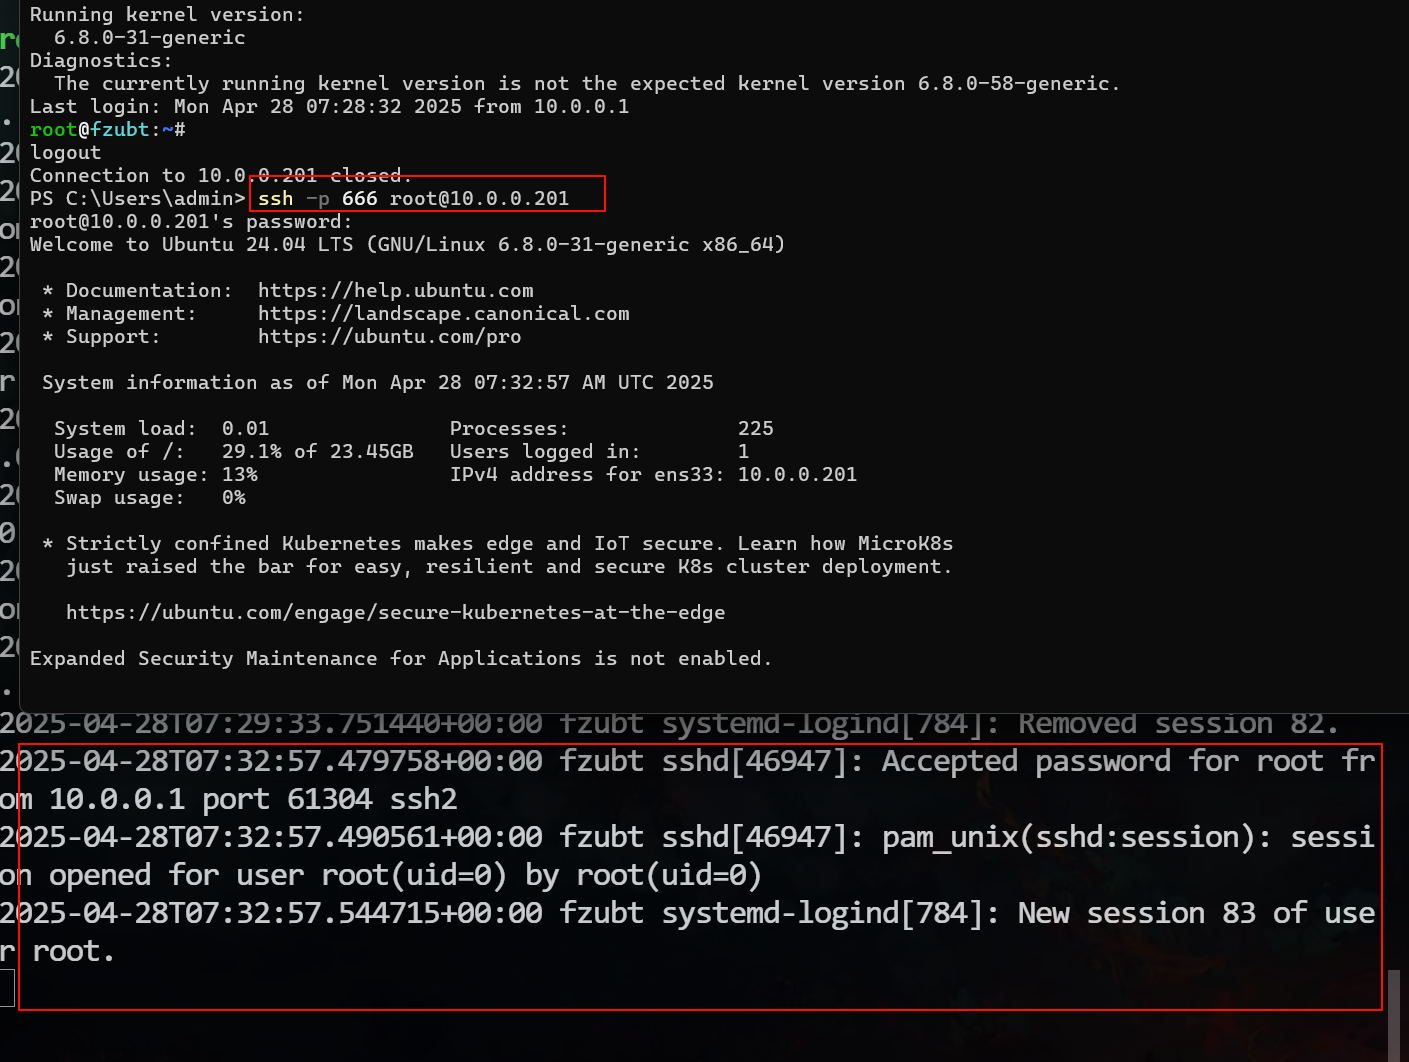 Running kernel version:
6.8.0-31-generic
Diagnostics:
The currently running kernel version is not the expected kernel version 6.8.0-58-generic.
Last login: Mon Apr 28 07:28:32 2025 from 10.0.0.1
root@fzubt:~#
logout
Connection to 10.0.0.201 closed.
PS C:\Users\admin> ssh -p 666 root@10.0.0.201
root@10.0.0.201's password:
Welcome to Ubuntu 24.04 LTS (GNU/Linux 6.8.0-31-generic x86_64)
* Documentation: https://help.ubuntu.com
* Management: https://landscape.canonical.com
* Support: https://ubuntu.com/pro
System information as of Mon Apr 28 07:32:57 AM UTC 2025
System load: 0.01 Processes: 225
Usage of /: 29.1% of 23.45GB Users logged in: 1
Memory usage: 13% IPv4 address for ens33: 10.0.0.201
Swap usage: 0%
* Strictly confined Kubernetes makes edge and IoT secure. Learn how MicroK8s
just raised the bar for easy, resilient and secure K8s cluster deployment.
https://ubuntu.com/engage/secure-kubernetes-at-the-edge
Expanded Security Maintenance for Applications is not enabled.
2025-04-28T07:29:33.751440+00:00 fzubt systemd-logind[784]: Removed session 82.
2025-04-28T07:32:57.479758+00:00 fzubt sshd[46947]: Accepted password for root fr
om 10.0.0.1 port 61304 ssh2
2025-04-28T07:32:57.490561+00:00 fzubt sshd[46947]: pam_unix(sshd:session): sessi
on opened for user root(uid=0) by root(uid=0)
2025-04-28T07:32:57.544715+00:00 fzubt systemd-logind[784]: New session 83 of use
r root.